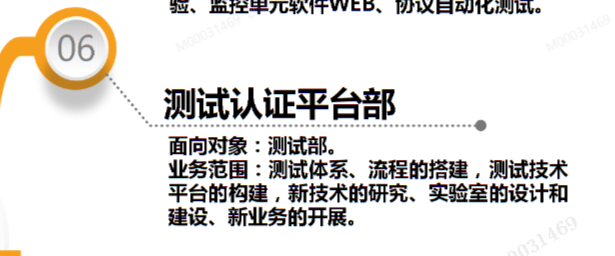 验、监控单元软件WEB、协议自动化测试。
M00031469
M00031469
06
测试认证平台部
面向对象：测试部。
业务范围：测试体系、流程的搭建，测试技术
平台的构建，新技术的研究、实验室的设计和
建设、新业务的开展。
00031469